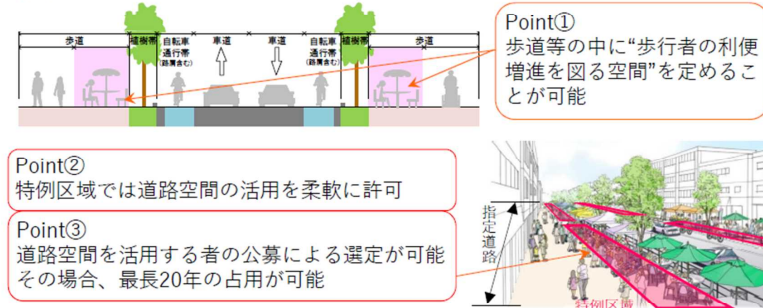 歩道
植樹帯
自転車
通行帯
(路肩含む)
車道
車道
自転車
通行帯
(路肩含む)
植樹帯
歩道
Point①
歩道等の中に“歩行者の利便
増進を図る空間”を定めるこ
とが可能
Point②
特例区域では道路空間の活用を柔軟に許可
Point③
道路空間を活用する者の公募による選定が可能
その場合、最長20年の占用が可能
指定道路
特例区域